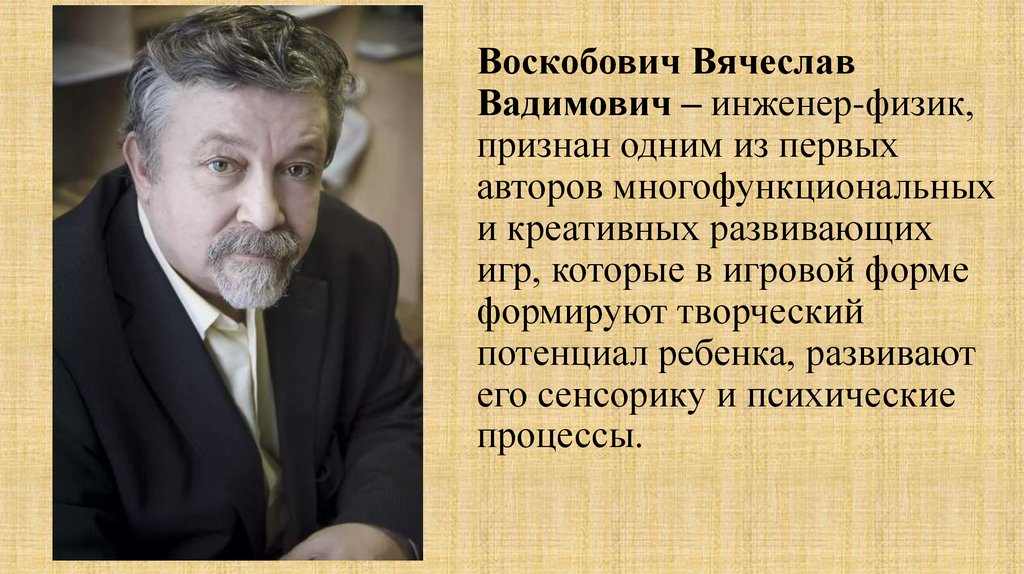 Воскобович Вячеслав
Вадимович – инженер-физик,
признан одним из первых
авторов многофункциональных
и креативных развивающих
игр, которые в игровой форме
формируют творческий
потенциал ребенка, развивают
его сенсорику и психические
процессы.